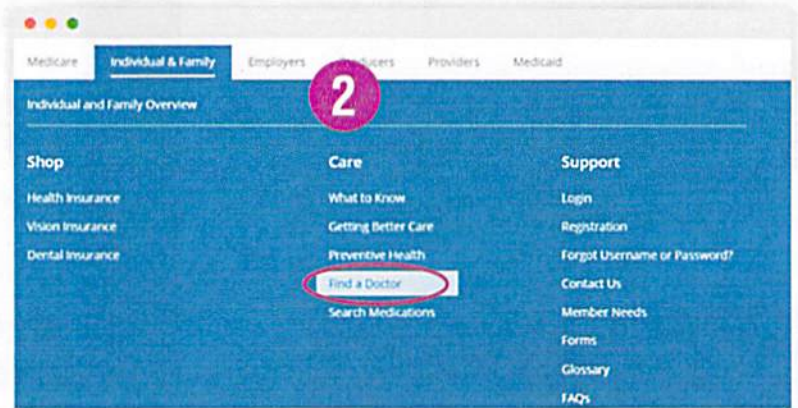 Medicare Individual & Family Employers Producers Providers Medicaid
2
Individual and Family Overview
Shop
Health Insurance
Vision Insurance
Dental Insurance
Care
What to Know
Getting Better Care
Preventive Health
Find a Doctor
Search Medications
Support
Login
Registration
Forgot Username or Password?
Contact Us
Member Needs
Forms
Glossary
FAQs